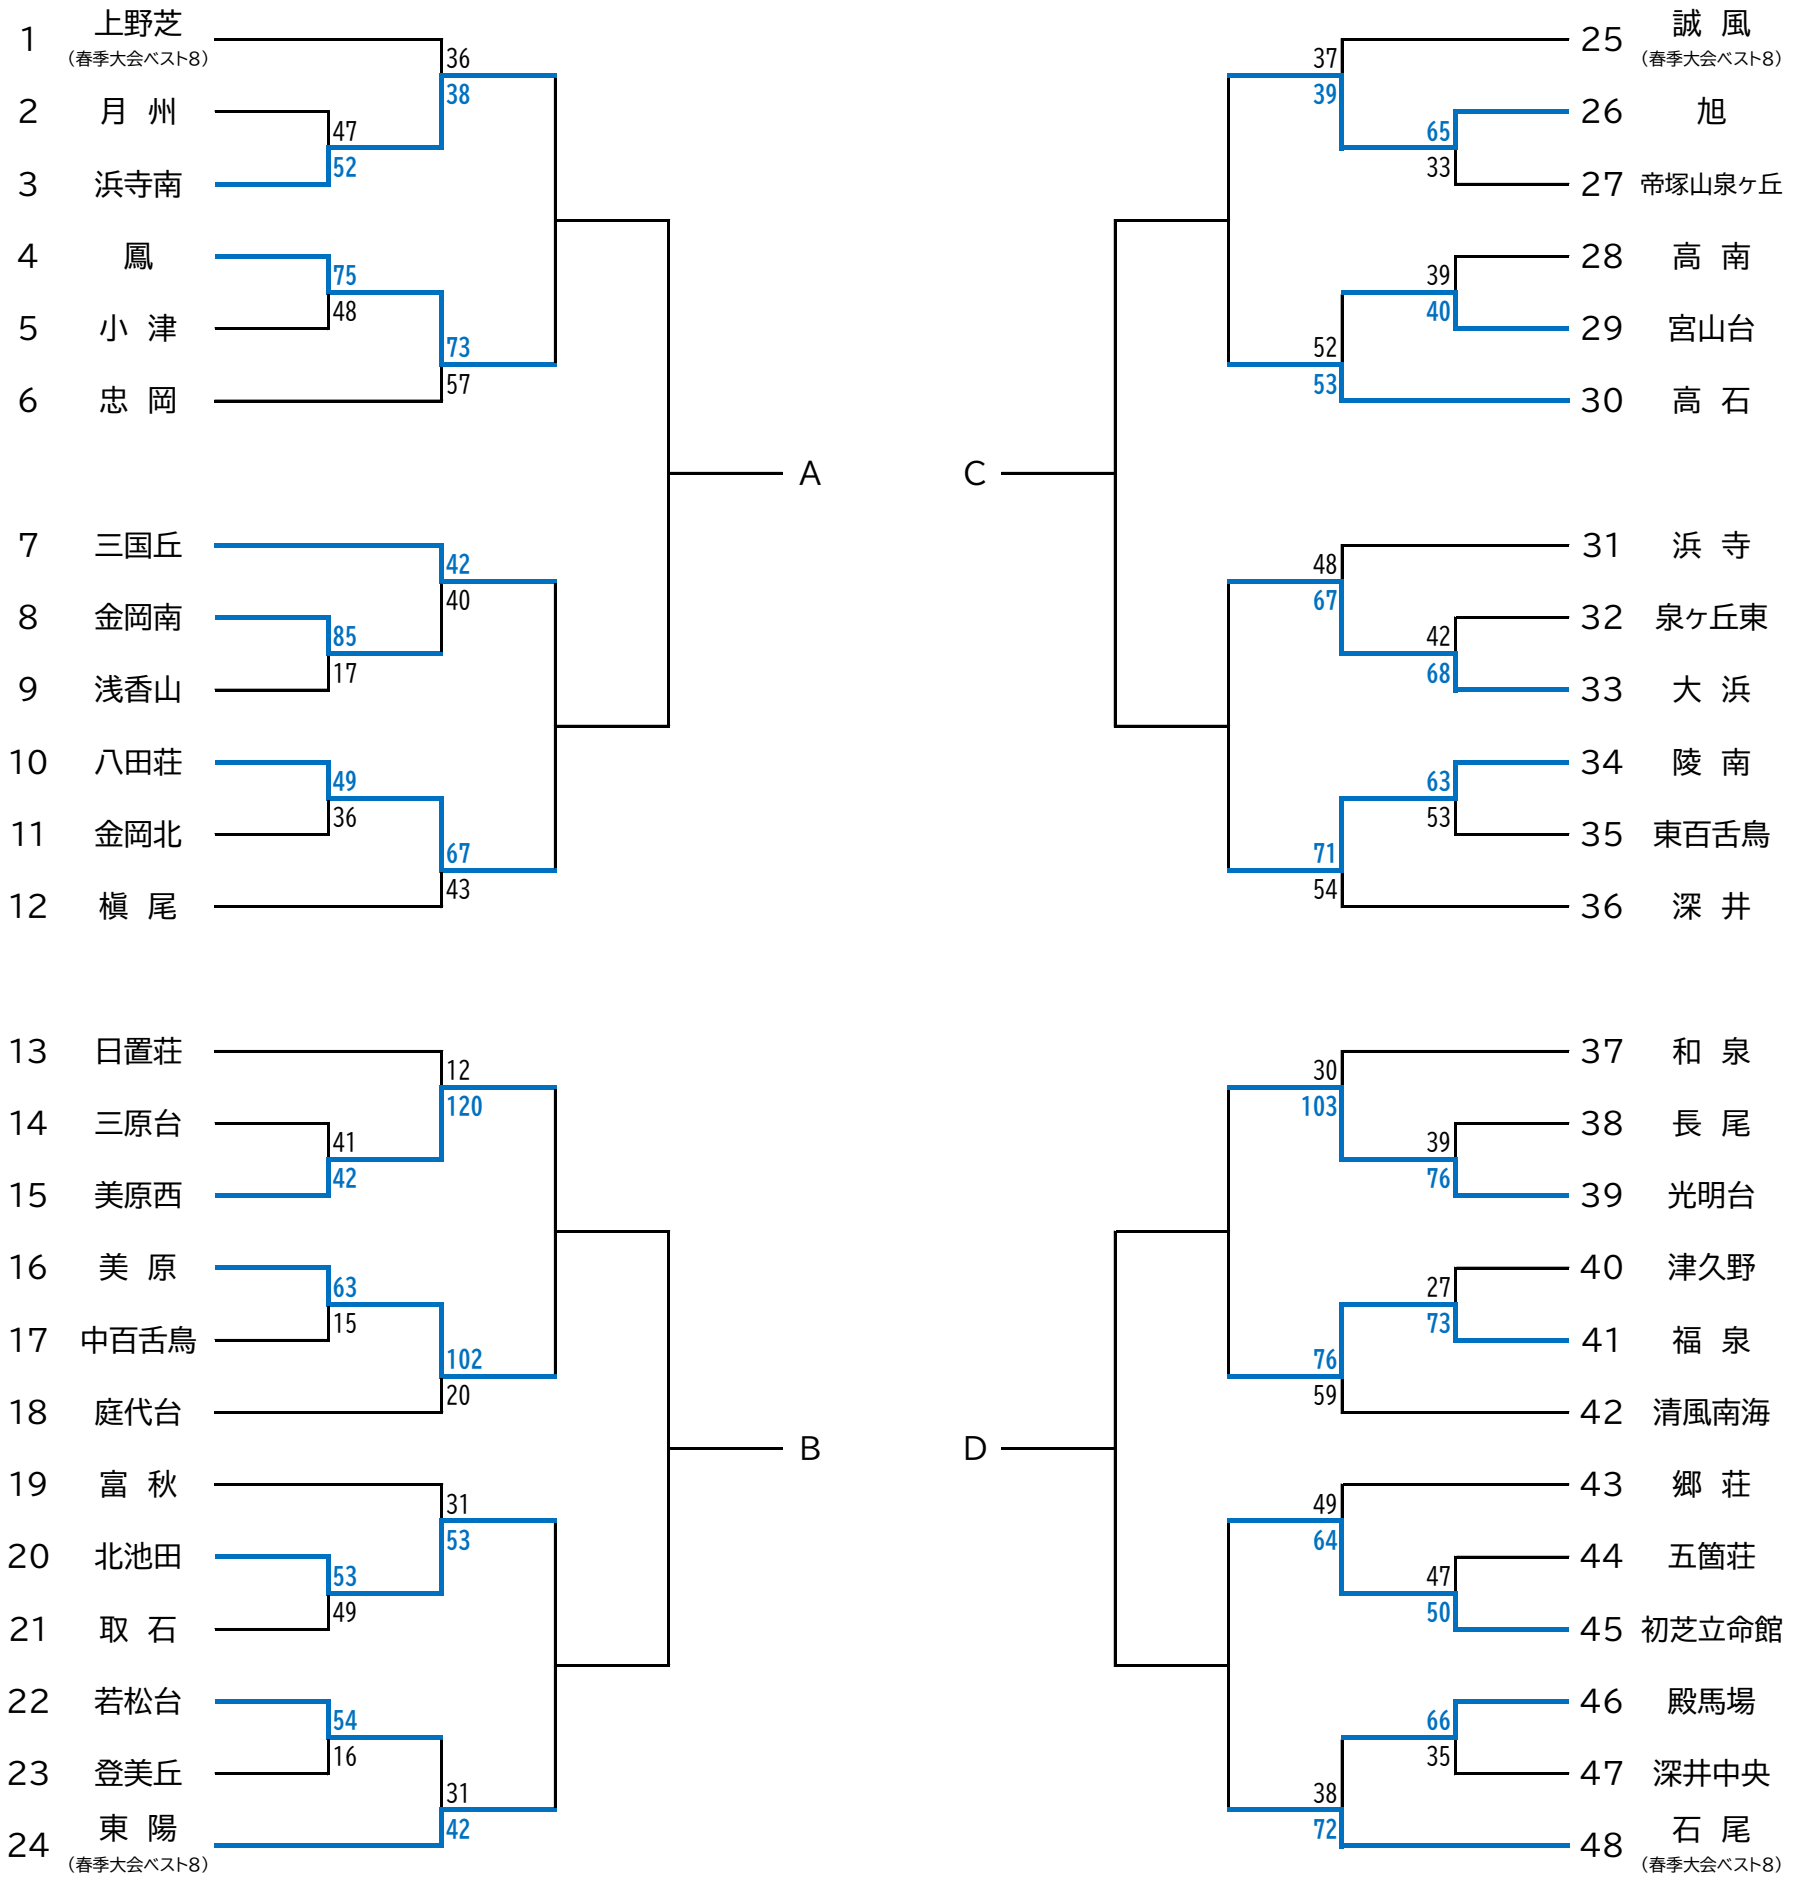 1 上野芝
（春季大会ベスト8）
36
38
2 月 州
47
52
3 浜寺南
4 鳳
75
48
5 小 津
73
57
6 忠 岡
A
7 三国丘
42
40
8 金岡南
85
17
9 浅香山
10 八田荘
49
36
11 金岡北
67
43
12 槇 尾
13 日置荘
12
120
14 三原台
41
42
15 美原西
16 美 原
63
15
17 中百舌鳥
102
20
18 庭代台
B
19 富 秋
31
53
20 北池田
53
49
21 取 石
22 若松台
54
16
23 登美丘
31
42
24 東 陽
（春季大会ベスト8）
25 誠 風
（春季大会ベスト8）
37
39
26 旭
65
33
27 帝塚山泉ヶ丘
28 高 南
39
40
29 宮山台
52
53
30 高 石
C
31 浜 寺
48
67
32 泉ヶ丘東
42
68
33 大 浜
34 陵 南
63
53
35 東百舌鳥
71
54
36 深 井
37 和 泉
30
103
38 長 尾
39
76
39 光明台
40 津久野
27
73
41 福 泉
76
59
42 清風南海
D
43 郷 荘
49
64
44 五箇荘
47
50
45 初芝立命館
46 殿馬場
66
35
47 深井中央
38
72
48 石 尾
（春季大会ベスト8）